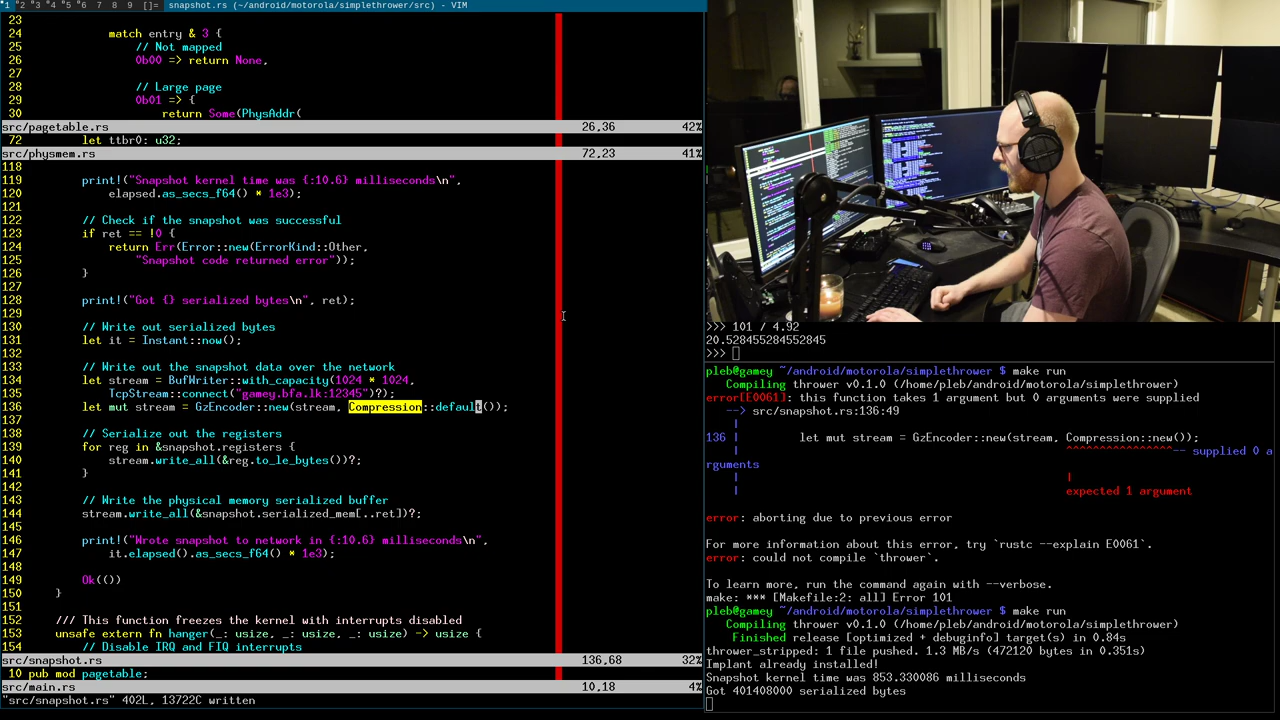 *1 *2 *3 *4 *5 *6  7  8  9  []=  snapshot.rs (~/android/motorola/simplethrower/src) - VIM
23
24             match entry & 3 {
25                 // Not mapped
26                 0b00 => return None,
27
28                 // Large page
29                 0b01 => {
30                     return Some(PhysAddr(
src/pagetable.rs                                                                       26,36          42%
72         let ttbr0: u32;
src/physmem.rs                                                                         72,23          41%
118
119         print!("Snapshot kernel time was {:10.6} milliseconds\n",
120             elapsed.as_secs_f64() * 1e3);
121
122         // Check if the snapshot was successful
123         if ret == !0 {
124             return Err(Error::new(ErrorKind::Other,
125                 "Snapshot code returned error"));
126         }
127
128         print!("Got {} serialized bytes\n", ret);
129
130         // Write out serialized bytes
131         let it = Instant::now();
132
133         // Write out the snapshot data over the network
134         let stream = BufWriter::with_capacity(1024 * 1024,
135             TcpStream::connect("gamey.bfa.lk:12345")?);
136         let mut stream = GzEncoder::new(stream, Compression::default());
137
138         // Serialize out the registers
139         for reg in &snapshot.registers {
140             stream.write_all(&reg.to_le_bytes())?;
141         }
142
143         // Write the physical memory serialized buffer
144         stream.write_all(&snapshot.serialized_mem[..ret])?;
145
146         print!("Wrote snapshot to network in {:10.6} milliseconds\n",
147             it.elapsed().as_secs_f64() * 1e3);
148
149         Ok(())
150     }
151
152     /// This function freezes the kernel with interrupts disabled
153     unsafe extern fn hanger(_: usize, _: usize, _: usize) -> usize {
154         // Disable IRQ and FIQ interrupts
src/snapshot.rs                                                                        136,68         32%
10 pub mod pagetable;
src/main.rs                                                                            10,18           4%
"src/snapshot.rs" 402L, 13722C written
>>> 101 / 4.92
20.528455284552845
>>>
pleb@gamey ~/android/motorola/simplethrower $ make run
   Compiling thrower v0.1.0 (/home/pleb/android/motorola/simplethrower)
error[E0061]: this function takes 1 argument but 0 arguments were supplied
   --> src/snapshot.rs:136:49
    |
136 |         let mut stream = GzEncoder::new(stream, Compression::new());
    |                                                 ^^^^^^^^^^^^^^^^-- supplied 0 a
rguments
    |                                                 |
    |                                                 expected 1 argument
error: aborting due to previous error
For more information about this error, try `rustc --explain E0061`.
error: could not compile `thrower`.
To learn more, run the command again with --verbose.
make: *** [Makefile:2: all] Error 101
pleb@gamey ~/android/motorola/simplethrower $ make run
   Compiling thrower v0.1.0 (/home/pleb/android/motorola/simplethrower)
    Finished release [optimized + debuginfo] target(s) in 0.84s
thrower_stripped: 1 file pushed. 1.3 MB/s (472120 bytes in 0.351s)
Implant already installed!
Snapshot kernel time was 853.330086 milliseconds
Got 401408000 serialized bytes